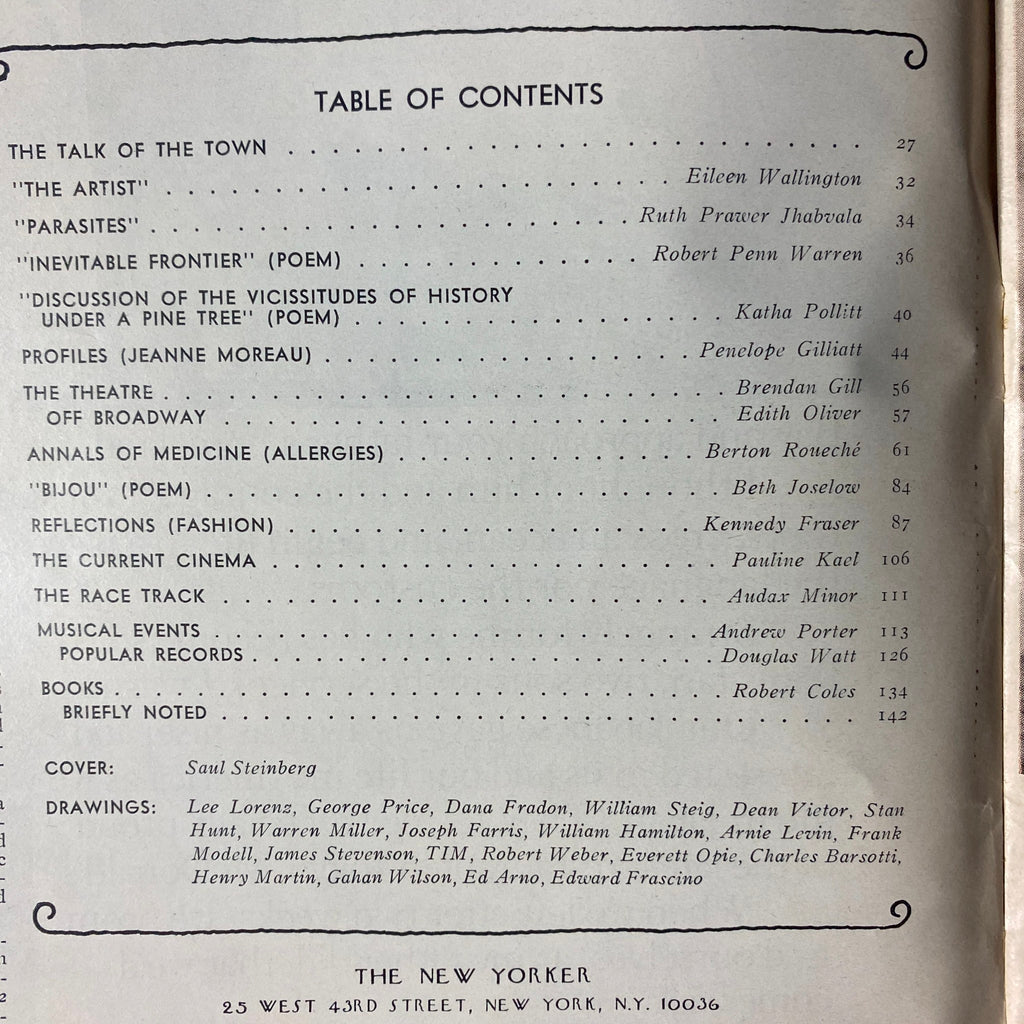 TABLE OF CONTENTS
THE TALK OF THE TOWN . . . . . . . . . . . . . . . . . . . . . . . . . . 27
"THE ARTIST" . . . . . . . . . . . . . . . . . . . . . . . Eileen Wallington 32
"PARASITES" . . . . . . . . . . . . . . . . . . . . . . Ruth Prawer Jhabvala 34
"INEVITABLE FRONTIER" (POEM) . . . . . . . . . . . . . . Robert Penn Warren 36
"DISCUSSION OF THE VICISSITUDES OF HISTORY
UNDER A PINE TREE" (POEM) . . . . . . . . . . . . . . . . . Katha Pollitt 40
PROFILES (JEANNE MOREAU) . . . . . . . . . . . . . . . . Penelope Gilliatt 44
THE THEATRE . . . . . . . . . . . . . . . . . . . . . . . . . Brendan Gill 56
OFF BROADWAY . . . . . . . . . . . . . . . . . . . . . . . Edith Oliver 57
ANNALS OF MEDICINE (ALLERGIES) . . . . . . . . . . . . . Berton Roueché 61
"BIJOU" (POEM) . . . . . . . . . . . . . . . . . . . . . . . Beth Joselow 84
REFLECTIONS (FASHION) . . . . . . . . . . . . . . . . . . Kennedy Fraser 87
THE CURRENT CINEMA . . . . . . . . . . . . . . . . . . . . Pauline Kael 106
THE RACE TRACK . . . . . . . . . . . . . . . . . . . . . . Audax Minor 111
MUSICAL EVENTS . . . . . . . . . . . . . . . . . . . . . . Andrew Porter 113
POPULAR RECORDS . . . . . . . . . . . . . . . . . . . . . Douglas Watt 126
BOOKS . . . . . . . . . . . . . . . . . . . . . . . . . . . Robert Coles 134
BRIEFLY NOTED . . . . . . . . . . . . . . . . . . . . . . . . . . . . 142
COVER: Saul Steinberg
DRAWINGS: Lee Lorenz, George Price, Dana Fradon, William Steig, Dean Victor, Stan
Hunt, Warren Miller, Joseph Farris, William Hamilton, Arnie Levin, Frank
Modell, James Stevenson, TIM, Robert Weber, Everett Opie, Charles Barsotti,
Henry Martin, Gahan Wilson, Ed Arno, Edward Frascino
THE NEW YORKER
25 WEST 43RD STREET, NEW YORK, N.Y. 10036